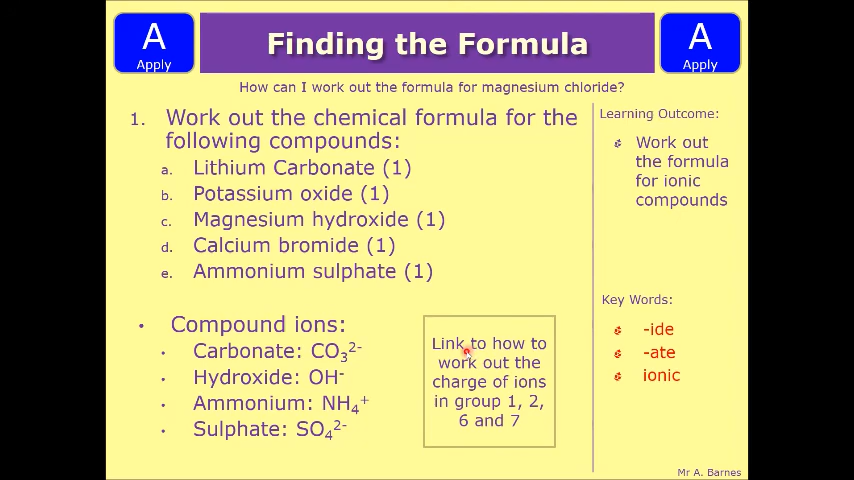 A
Apply
Finding the Formula
A
Apply
How can I work out the formula for magnesium chloride?
1. Work out the chemical formula for the
following compounds:
a. Lithium Carbonate (1)
b. Potassium oxide (1)
c. Magnesium hydroxide (1)
d. Calcium bromide (1)
e. Ammonium sulphate (1)
• Compound ions:
• Carbonate: CO₃²⁻
• Hydroxide: OH⁻
• Ammonium: NH₄⁺
• Sulphate: SO₄²⁻
Link to how to
work out the
charge of ions
in group 1, 2,
6 and 7
Learning Outcome:
Work out
the formula
for ionic
compounds
Key Words:
-ide
-ate
ionic
Mr A. Barnes